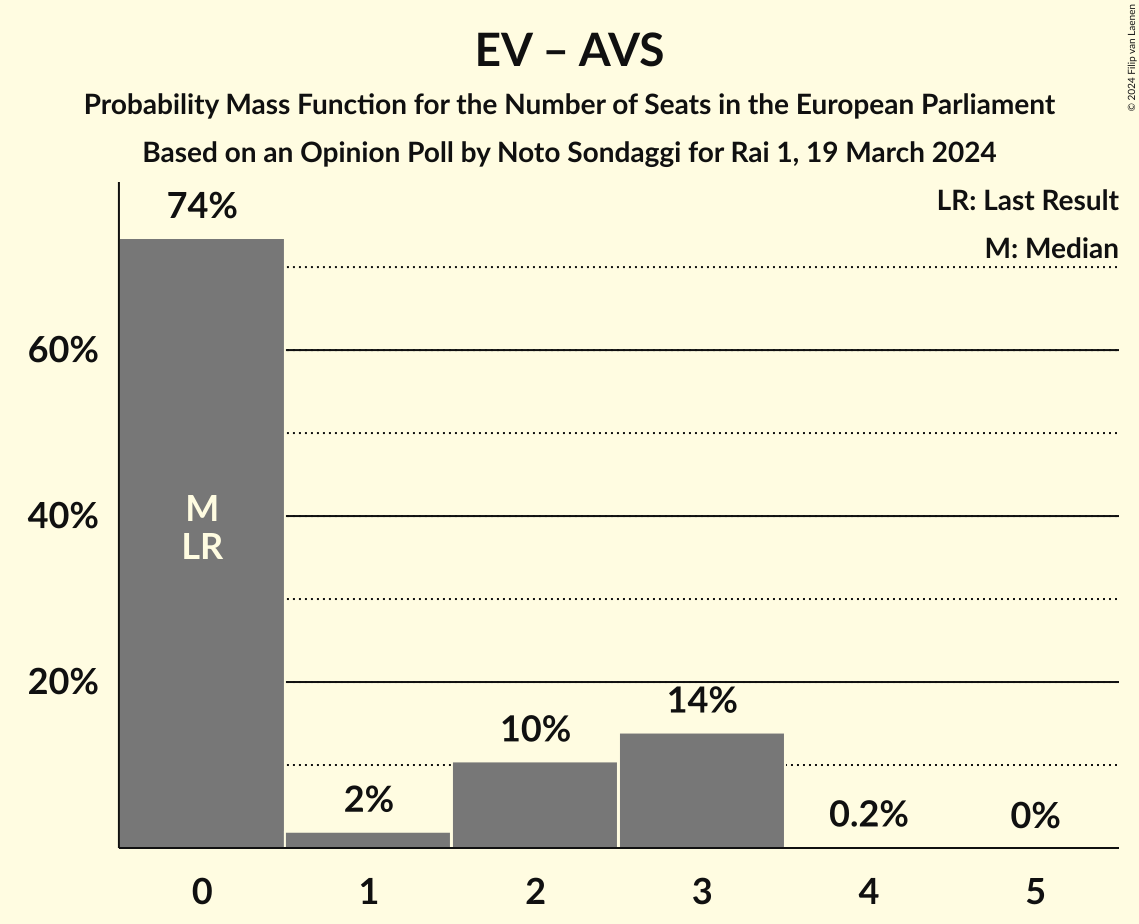 EV – AVS
Probability Mass Function for the Number of Seats in the European Parliament
Based on an Opinion Poll by Noto Sondaggi for Rai 1, 19 March 2024
© 2024 Filip van Laenen
LR: Last Result
M: Median
74%
60%
40%
20%
M
LR
2%
10%
14%
0.2%
0%
0 1 2 3 4 5